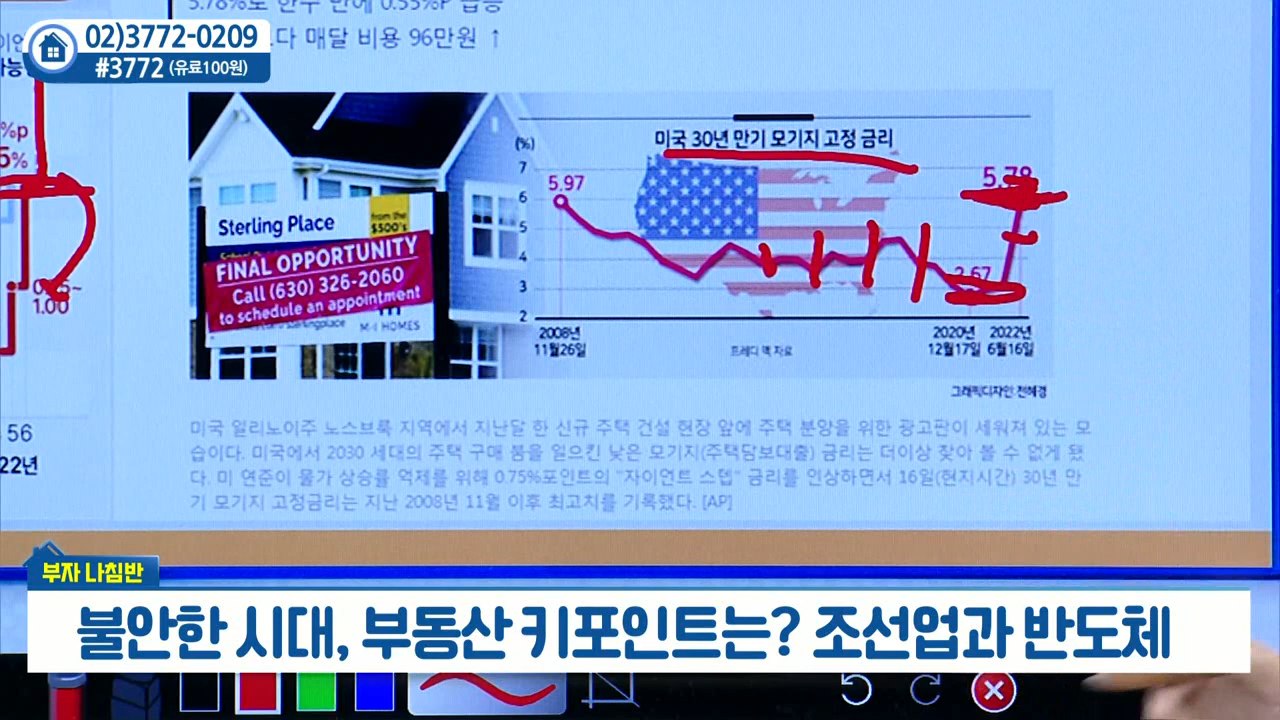 5.78%로 한주 만에 0.55%P 급등
02)3772-0209
다 매달 비용 96만원 ↑
#3772 (유료100원)
%p
5%
미국 30년 만기 모기지 고정 금리
(%)
7
6
5
4
3
2
5.97
5.78
2.67
Sterling Place
from the
$500's
FINAL OPPORTUNITY
Call (630) 326-2060
to schedule an appointment
M/I HOMES
1.00
2008년
11월26일
프레디 맥 자료
2020년
12월17일
2022년
6월16일
그래픽디자인 전혜경
56
22년
미국 일리노이주 노스브룩 지역에서 지난달 한 신규 주택 건설 현장 앞에 주택 분양을 위한 광고판이 세워져 있는 모
습이다. 미국에서 2030 세대의 주택 구매 붐을 일으킨 낮은 모기지(주택담보대출) 금리는 더이상 찾아 볼 수 없게 됐
다. 미 연준이 물가 상승률 억제를 위해 0.75%포인트의 "자이언트 스텝" 금리를 인상하면서 16일(현지시간) 30년 만
기 모기지 고정금리는 지난 2008년 11월 이후 최고치를 기록했다. [AP]
부자 나침반
불안한 시대, 부동산 키포인트는? 조선업과 반도체